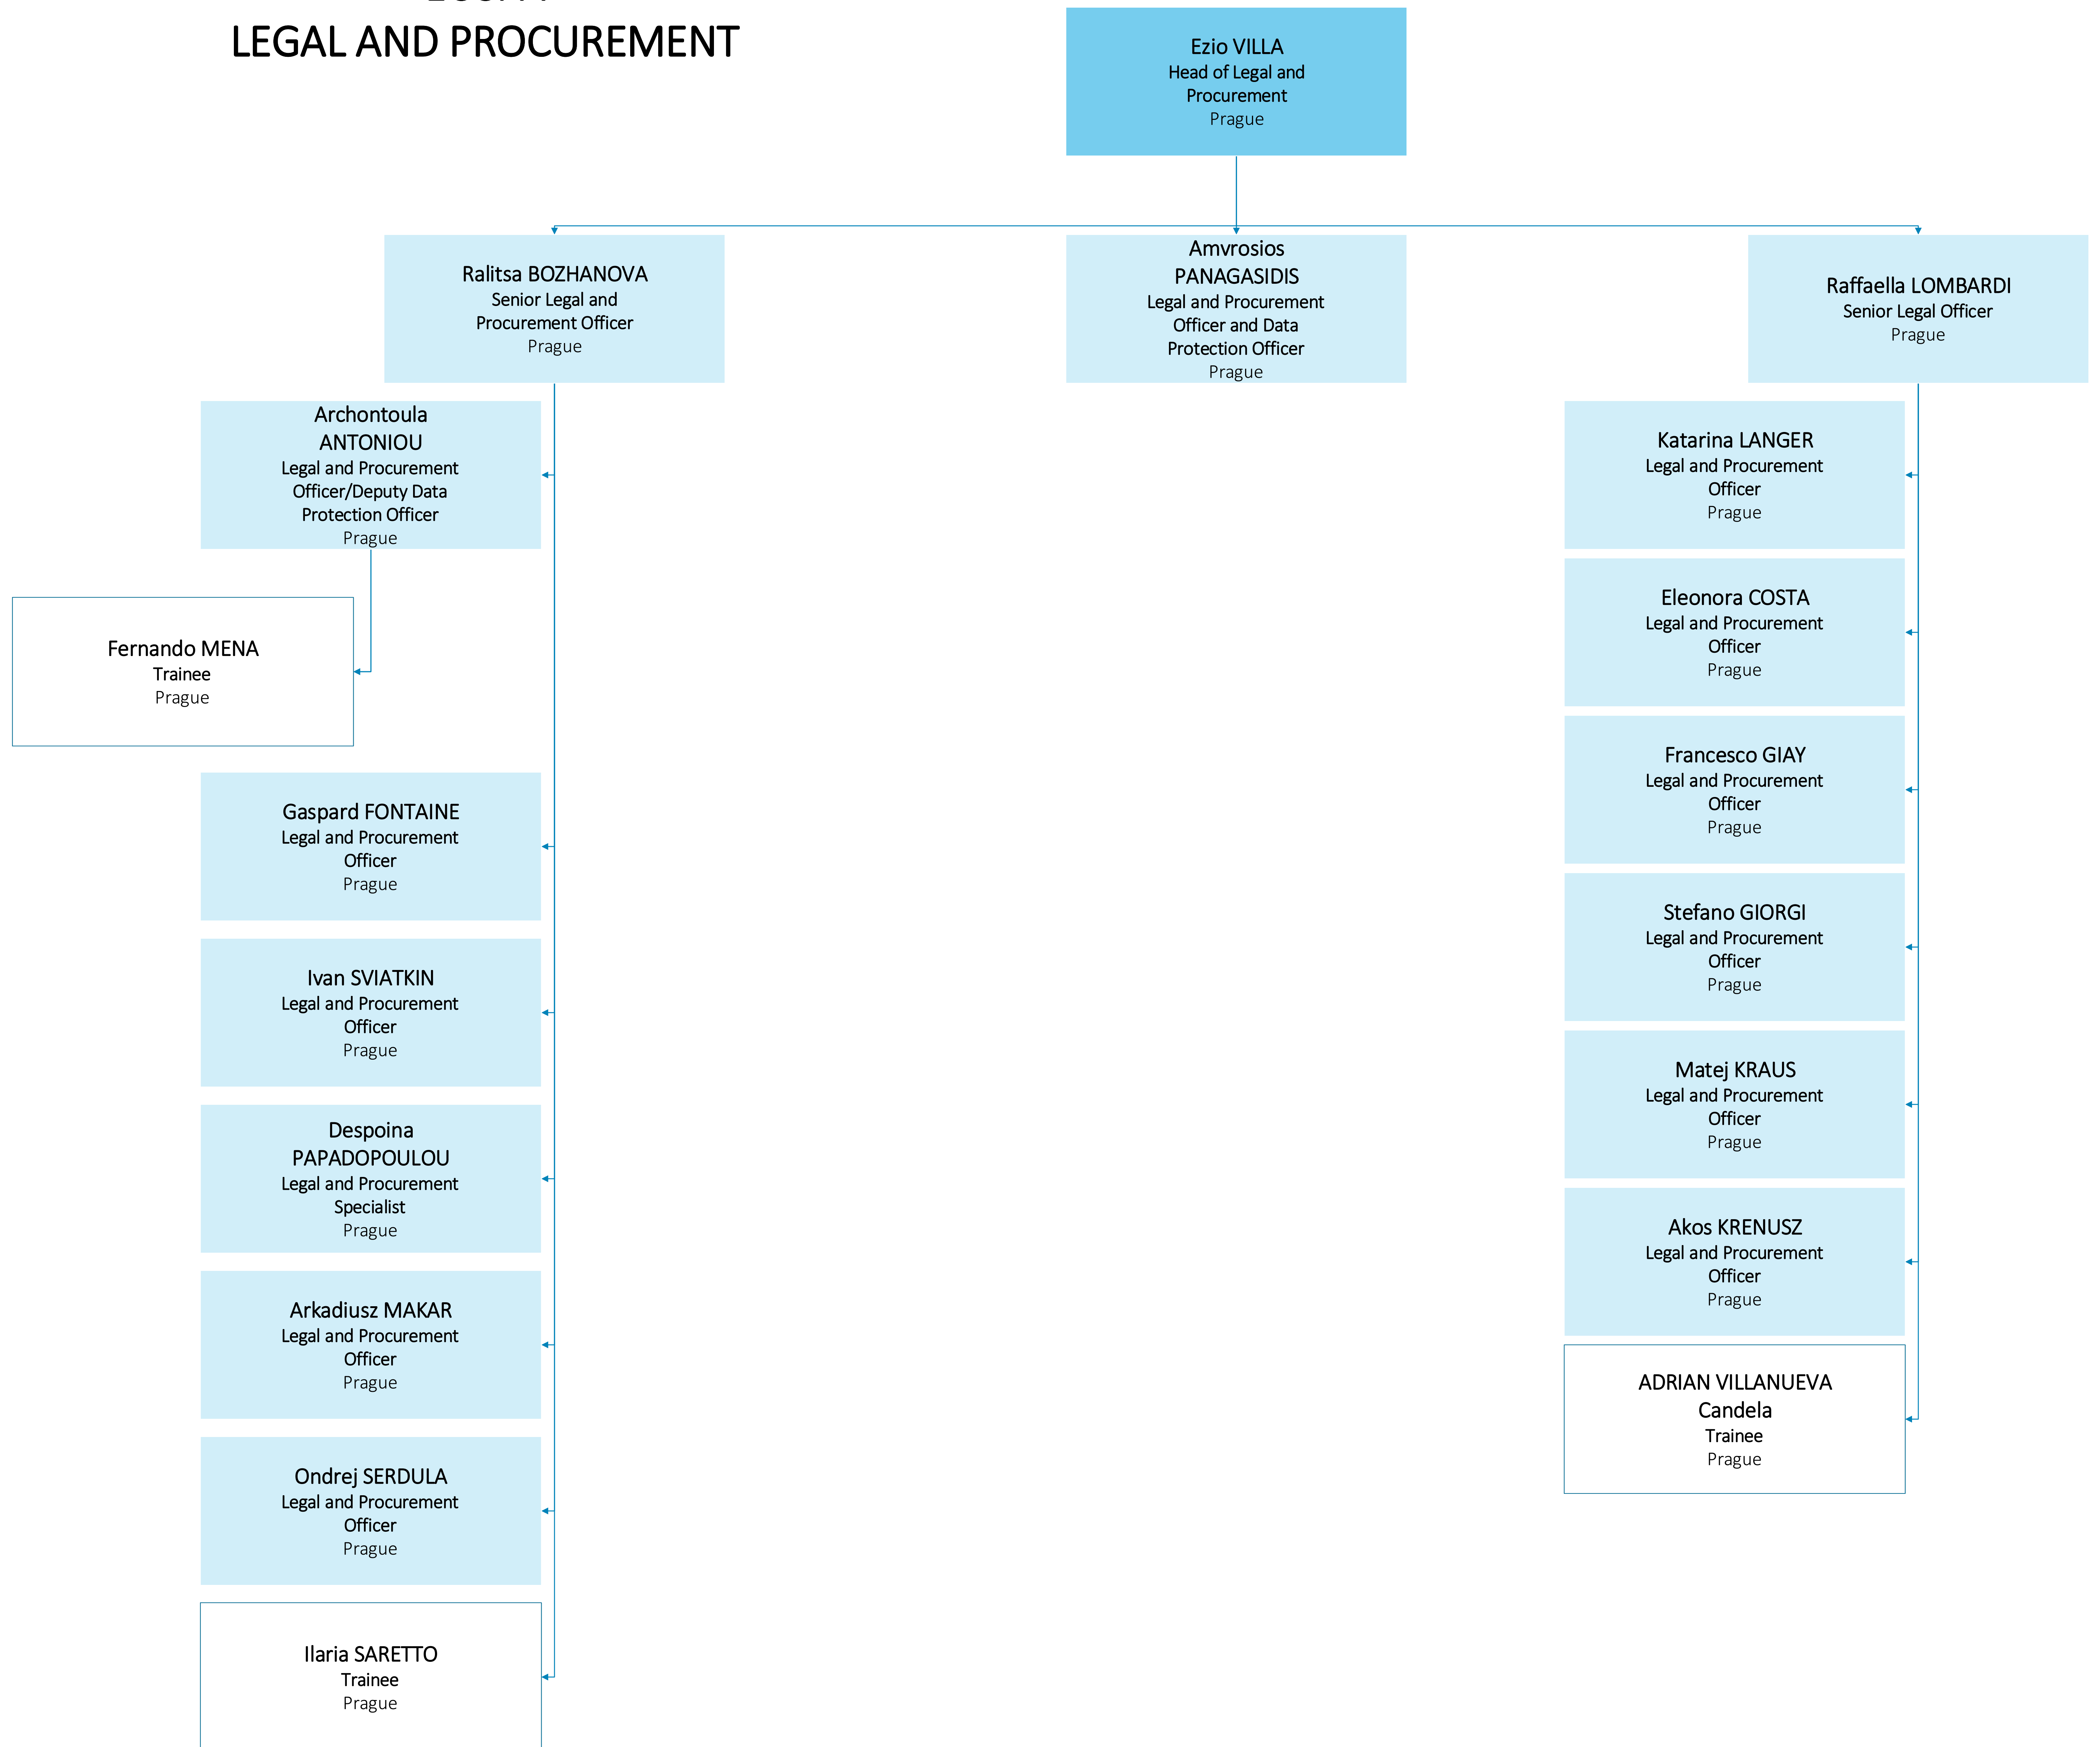 LEGAL AND PROCUREMENT
Ezio VILLA
Head of Legal and
Procurement
Prague
Ralitsa BOZHANOVA
Senior Legal and
Procurement Officer
Prague
Amvrosios
PANAGASIDIS
Legal and Procurement
Officer and Data
Protection Officer
Prague
Raffaella LOMBARDI
Senior Legal Officer
Prague
Archontoula
ANTONIOU
Legal and Procurement
Officer/Deputy Data
Protection Officer
Prague
Fernando MENA
Trainee
Prague
Gaspard FONTAINE
Legal and Procurement
Officer
Prague
Ivan SVIATKIN
Legal and Procurement
Officer
Prague
Despoina
PAPADOPOULOU
Legal and Procurement
Specialist
Prague
Arkadiusz MAKAR
Legal and Procurement
Officer
Prague
Ondrej SERDULA
Legal and Procurement
Officer
Prague
Ilaria SARETTO
Trainee
Prague
Katarina LANGER
Legal and Procurement
Officer
Prague
Eleonora COSTA
Legal and Procurement
Officer
Prague
Francesco GIAY
Legal and Procurement
Officer
Prague
Stefano GIORGI
Legal and Procurement
Officer
Prague
Matej KRAUS
Legal and Procurement
Officer
Prague
Akos KRENUSZ
Legal and Procurement
Officer
Prague
ADRIAN VILLANUEVA
Candela
Trainee
Prague